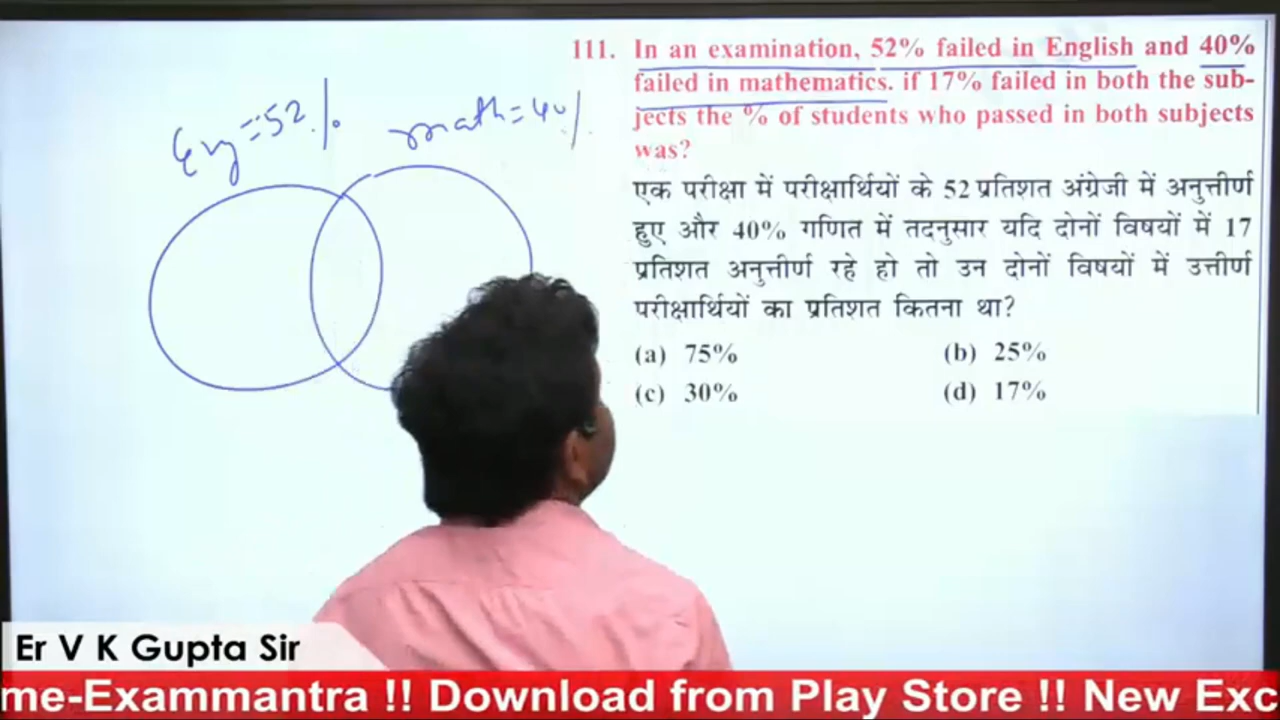 111. In an examination, 52% failed in English and 40%
failed in mathematics. if 17% failed in both the sub-
jects the % of students who passed in both subjects
was?
एक परीक्षा में परीक्षार्थियों के 52 प्रतिशत अंग्रेजी में अनुत्तीर्ण
हुए और 40% गणित में तदनुसार यदि दोनों विषयों में 17
प्रतिशत अनुत्तीर्ण रहे हो तो उन दोनों विषयों में उत्तीर्ण
परीक्षार्थियों का प्रतिशत कितना था?
(a) 75% (b) 25%
(c) 30% (d) 17%
Eng = 52%
math = 40%
Er V K Gupta Sir
me-Exammantra !! Download from Play Store !! New Exc